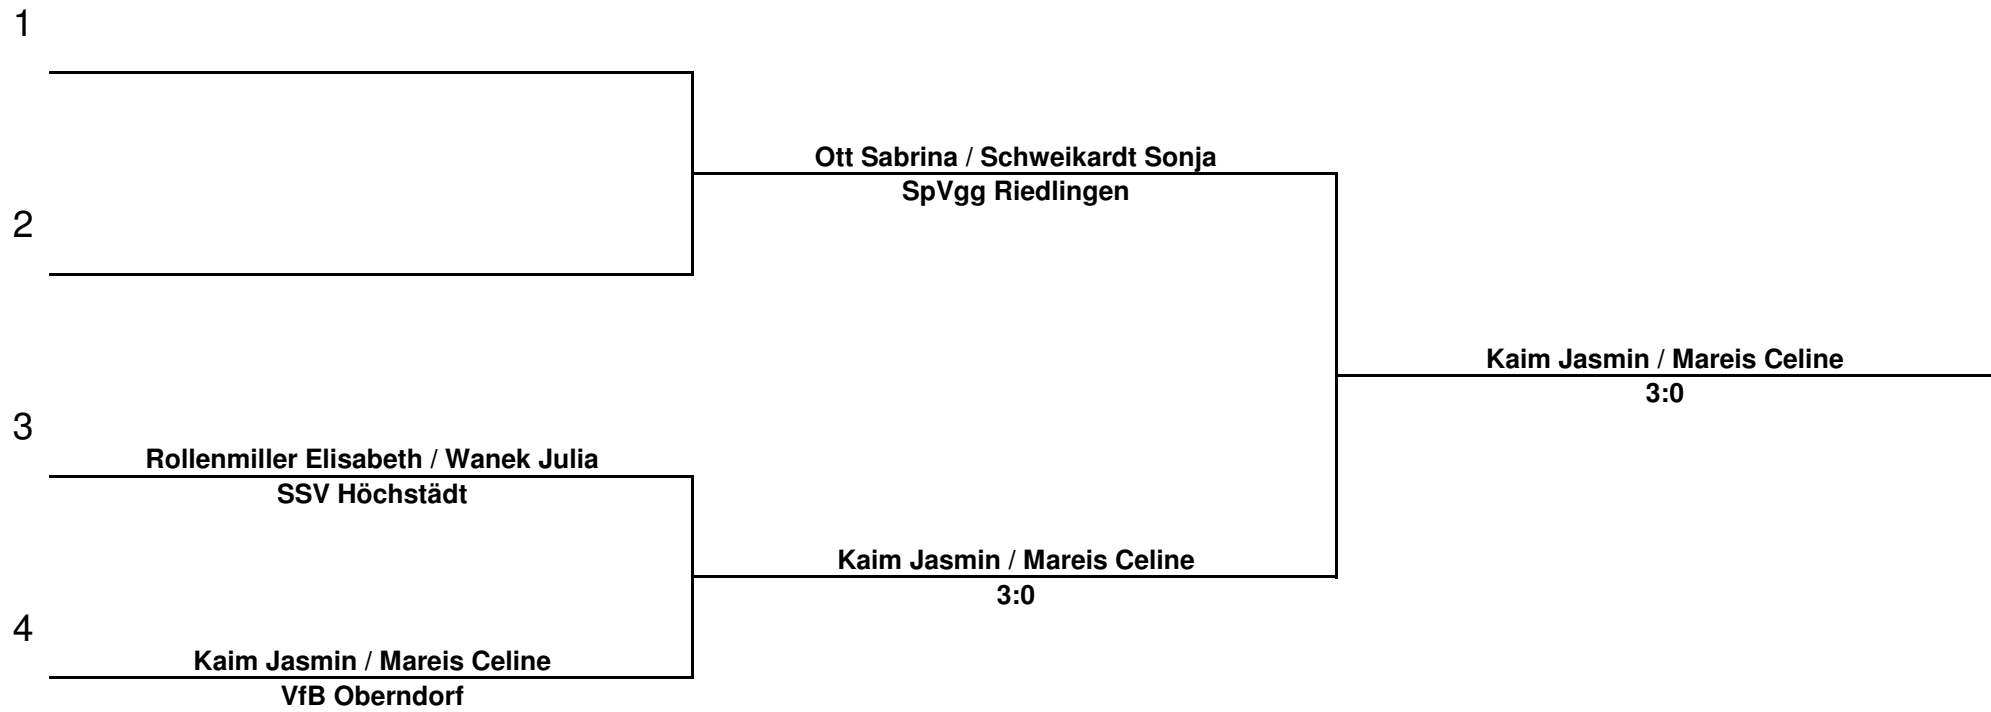 1
Ott Sabrina / Schweikardt Sonja
SpVgg Riedlingen
2
Kaim Jasmin / Mareis Celine
3:0
3
Rollenmiller Elisabeth / Wanek Julia
SSV Höchstädt
Kaim Jasmin / Mareis Celine
3:0
4
Kaim Jasmin / Mareis Celine
VfB Oberndorf